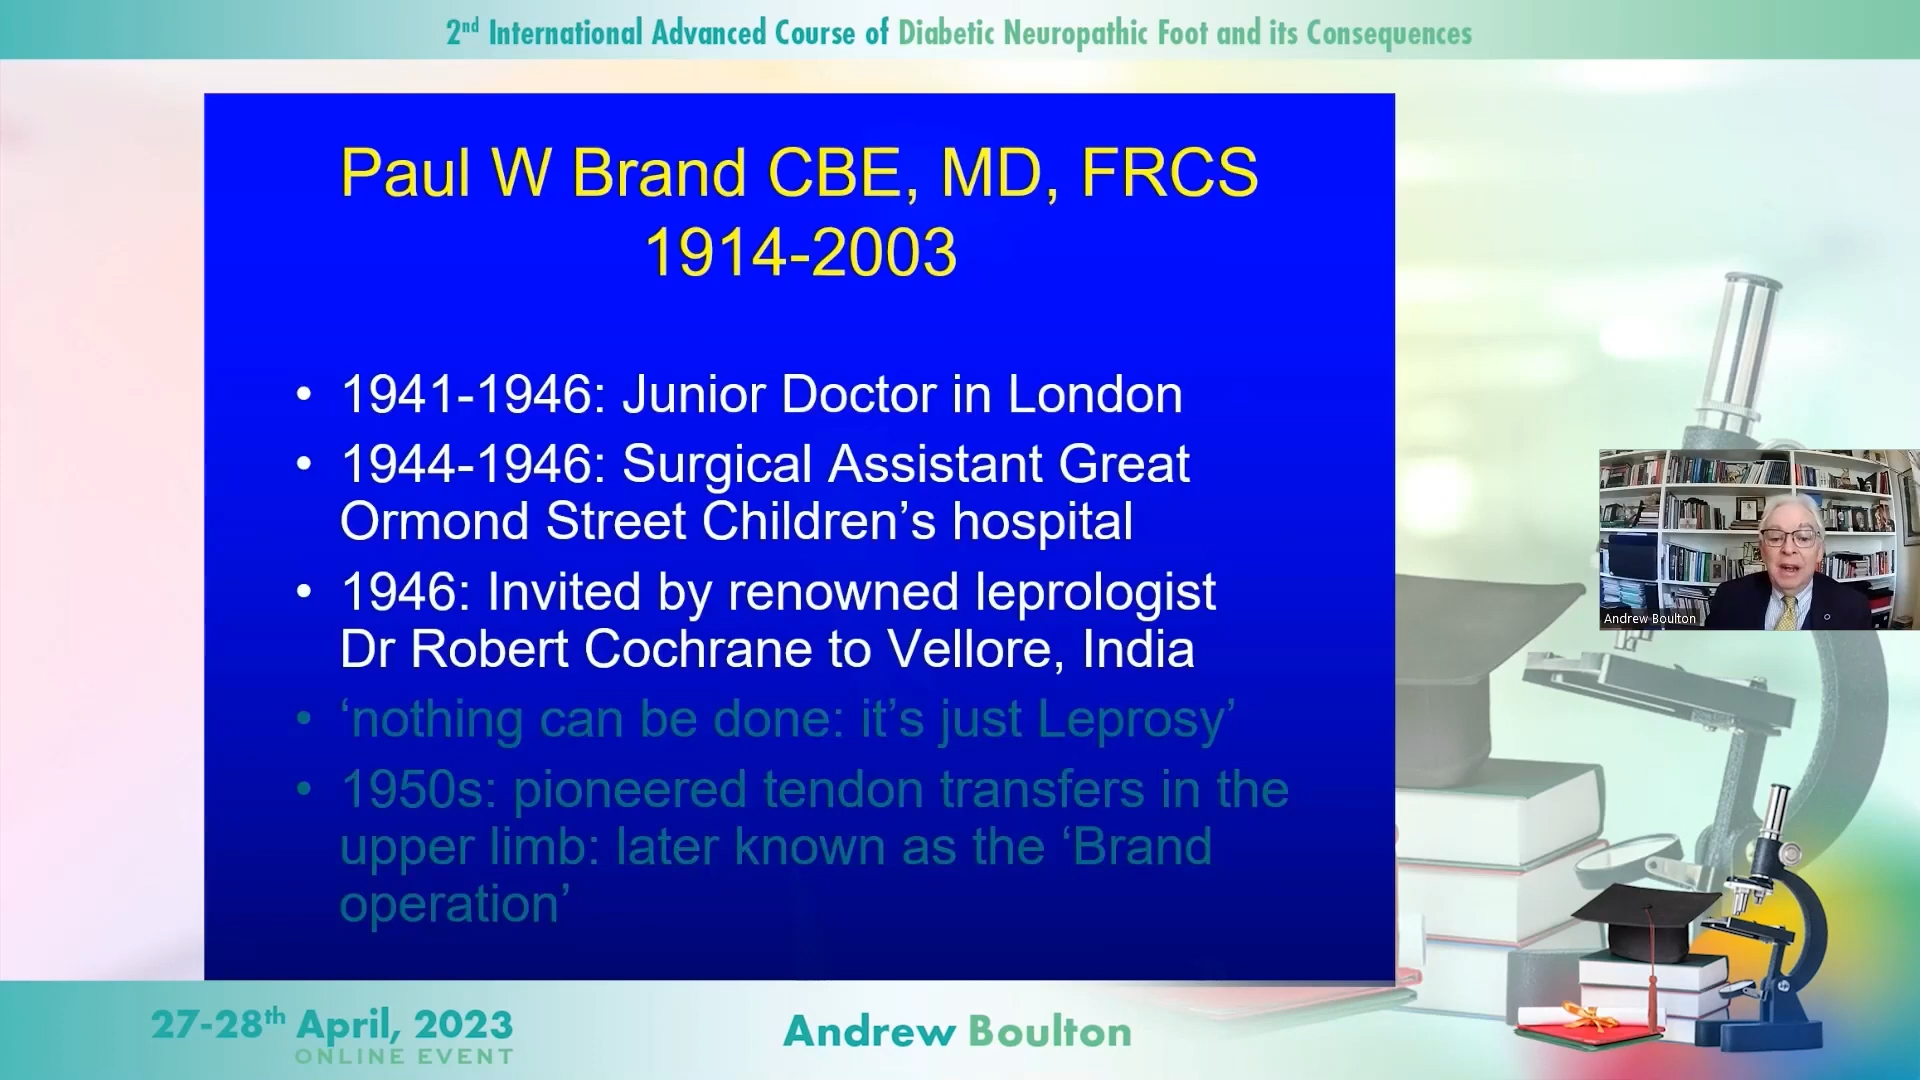 2nd International Advanced Course of Diabetic Neuropathic Foot and its Consequences
Paul W Brand CBE, MD, FRCS
1914-2003
• 1941-1946: Junior Doctor in London
• 1944-1946: Surgical Assistant Great
Ormond Street Children’s hospital
• 1946: Invited by renowned leprologist
Dr Robert Cochrane to Vellore, India
• ‘nothing can be done: it’s just Leprosy’
• 1950s: pioneered tendon transfers in the
upper limb: later known as the ‘Brand
operation’
Andrew Boulton
27-28th April, 2023
ONLINE EVENT
Andrew Boulton